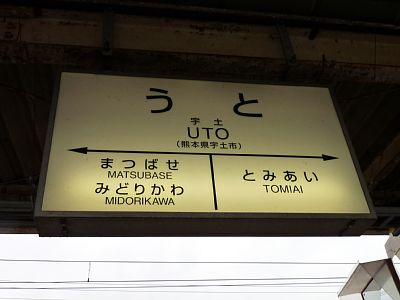 うと
宇土
UTO
(熊本県宇土市)
まつばせ
MATSUBASE
みどりかわ
MIDORIKAWA
とみあい
TOMIAI